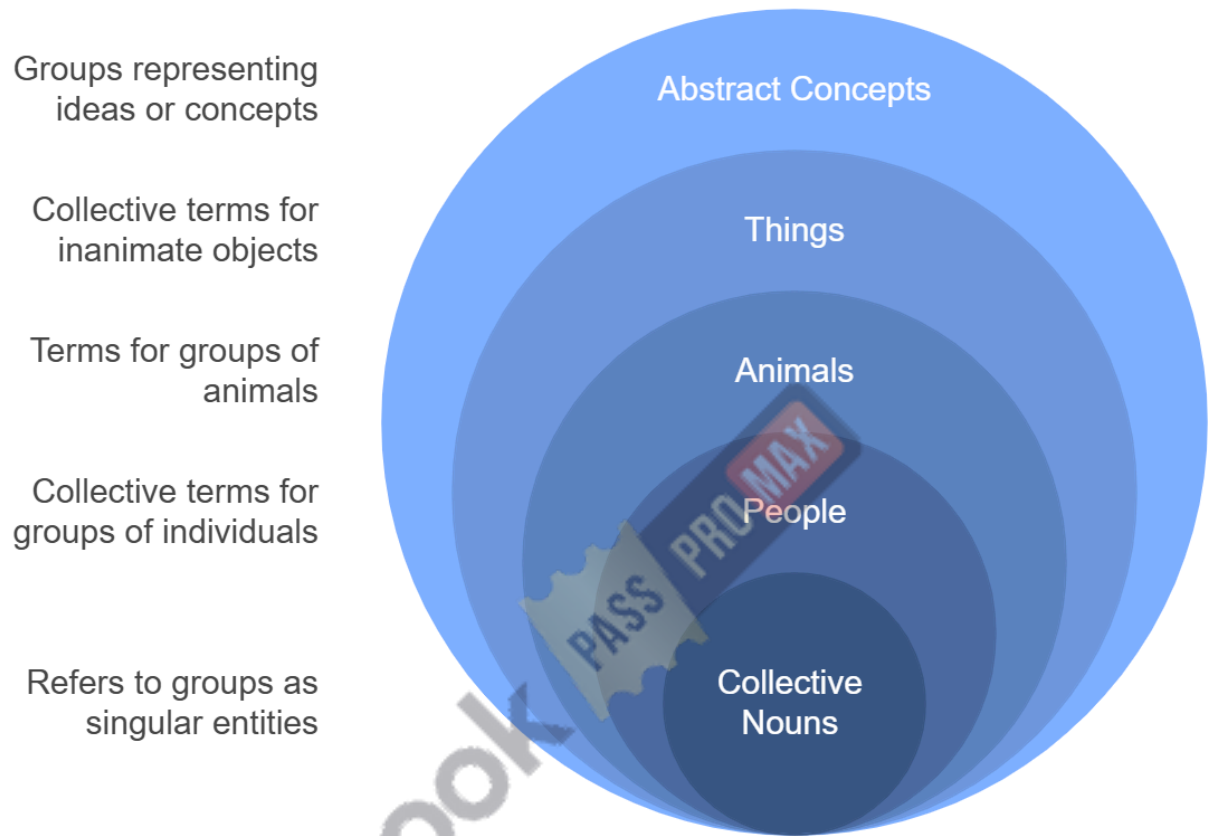 Groups representing
ideas or concepts
Abstract Concepts
Collective terms for
inanimate objects
Things
Terms for groups of
animals
Animals
Collective terms for
groups of individuals
People
Refers to groups as
singular entities
Collective
Nouns
PASS PRO MAX
ook